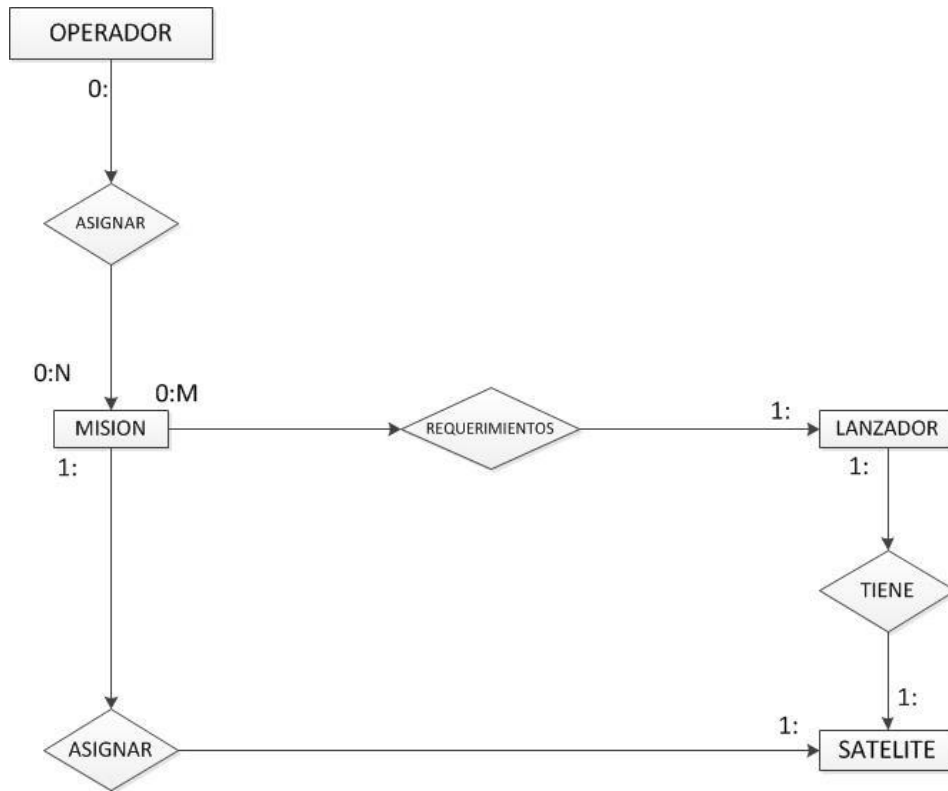 OPERADOR
0:
ASIGNAR
0:N
0:M
MISION
REQUERIMIENTOS
1:
LANZADOR
1:
1:
TIENE
1:
1:
ASIGNAR
SATELITE